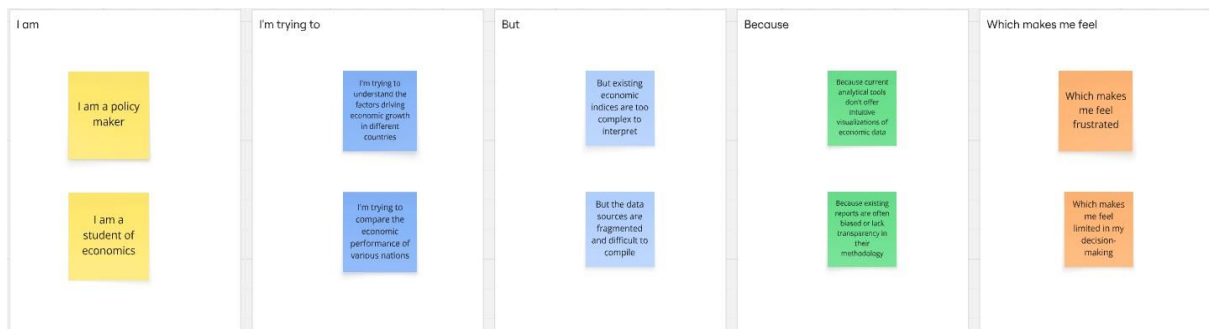 I am
I'm trying to
But
Because
Which makes me feel
I am a policy
maker
I'm trying to
understand the
factors driving
economic growth
in different
countries
But existing
economic
indices are too
complex to
interpret
Because current
analytical tools
don't offer
intuitive
visualizations of
economic data
Which makes
me feel
frustrated
I am a
student of
economics
I'm trying to
compare the
economic
performance of
various nations
But the data
sources are
fragmented
and difficult to
compile
Because existing
reports are often
biased or lack
transparency in
their
methodology
Which makes
me feel
limited in my
decision-
making